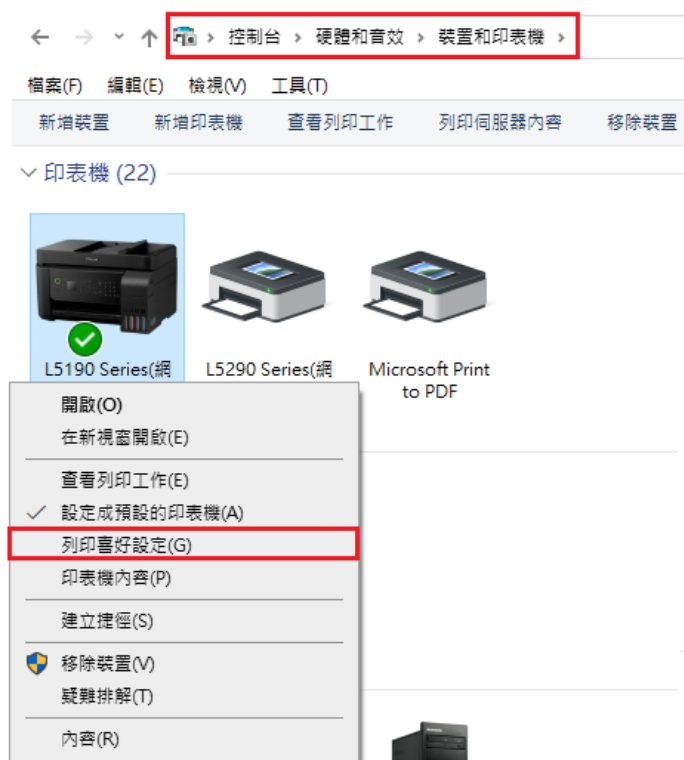 控制台 › 硬體和音效 › 裝置和印表機 ›
檔案(F) 編輯(E) 檢視(V) 工具(T)
新增裝置 新增印表機 查看列印工作 列印伺服器內容 移除裝置
印表機 (22)
L5190 Series(網 L5290 Series(網 Microsoft Print
to PDF
開啟(O)
在新視窗開啟(E)
查看列印工作(E)
設定成預設的印表機(A)
列印喜好設定(G)
印表機內容(P)
建立捷徑(S)
移除裝置(V)
疑難排解(T)
內容(R)